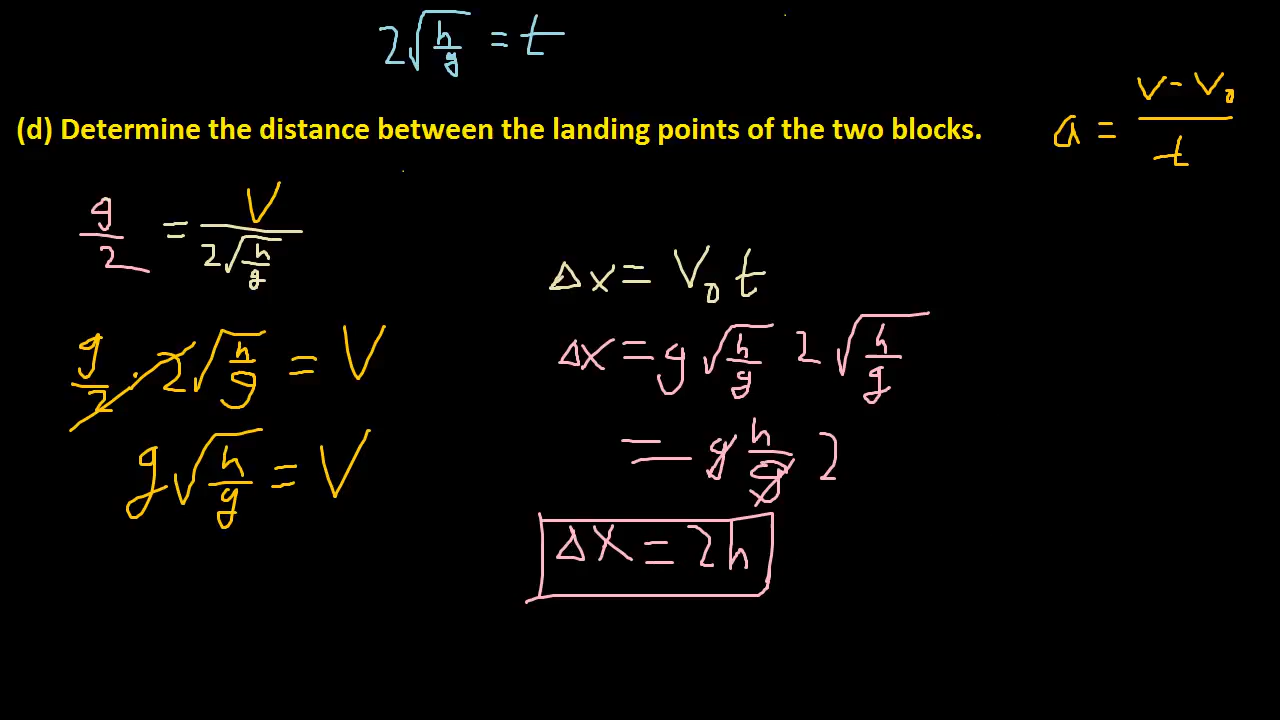 2√(h/g) = t
(d) Determine the distance between the landing points of the two blocks.
a = (V - V₀)/t
g/2 = V/(2√(h/g))
g/2 · 2√(h/g) = V
g√(h/g) = V
Δx = V₀ t
Δx = g√(h/g) 2√(h/g)
= g h/g 2
Δx = 2h